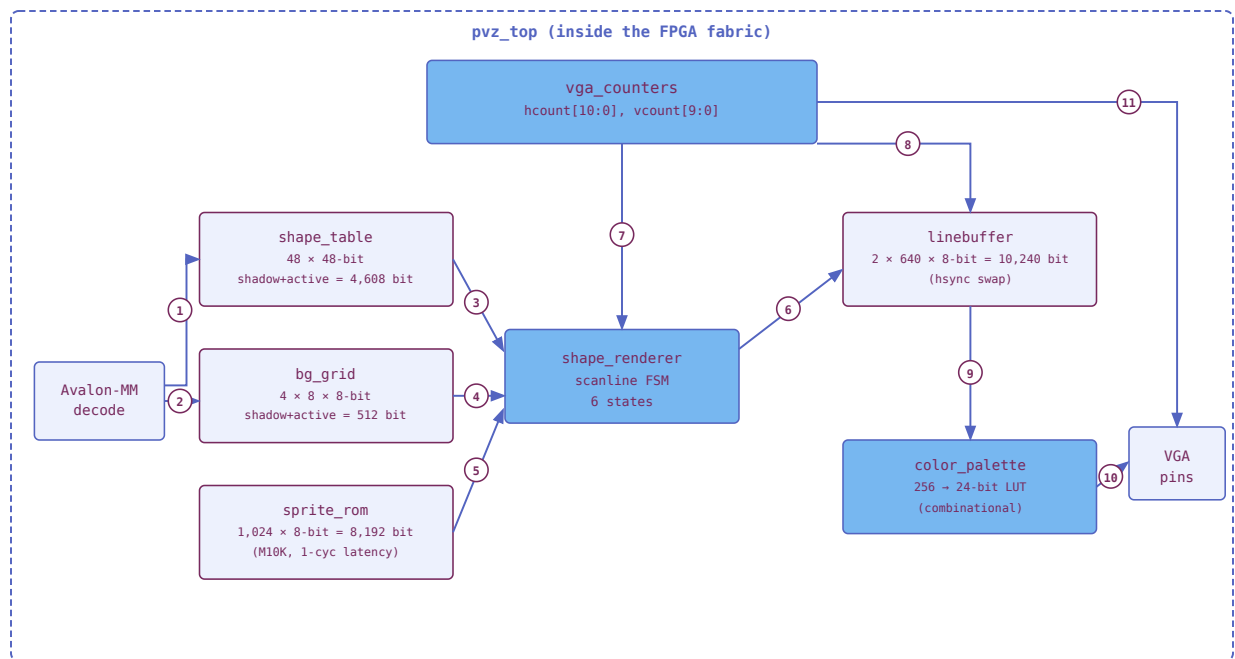 pvz_top (inside the FPGA fabric)
vga_counters
hcount[10:0], vcount[9:0]
11
8
7
shape_table
48 × 48-bit
shadow+active = 4,608 bit
linebuffer
2 × 640 × 8-bit = 10,240 bit
(hsync swap)
1
3
6
Avalon-MM
decode
2
bg_grid
4 × 8 × 8-bit
shadow+active = 512 bit
4
shape_renderer
scanline FSM
6 states
9
5
sprite_rom
1,024 × 8-bit = 8,192 bit
(M10K, 1-cyc latency)
color_palette
256 → 24-bit LUT
(combinational)
10
VGA
pins